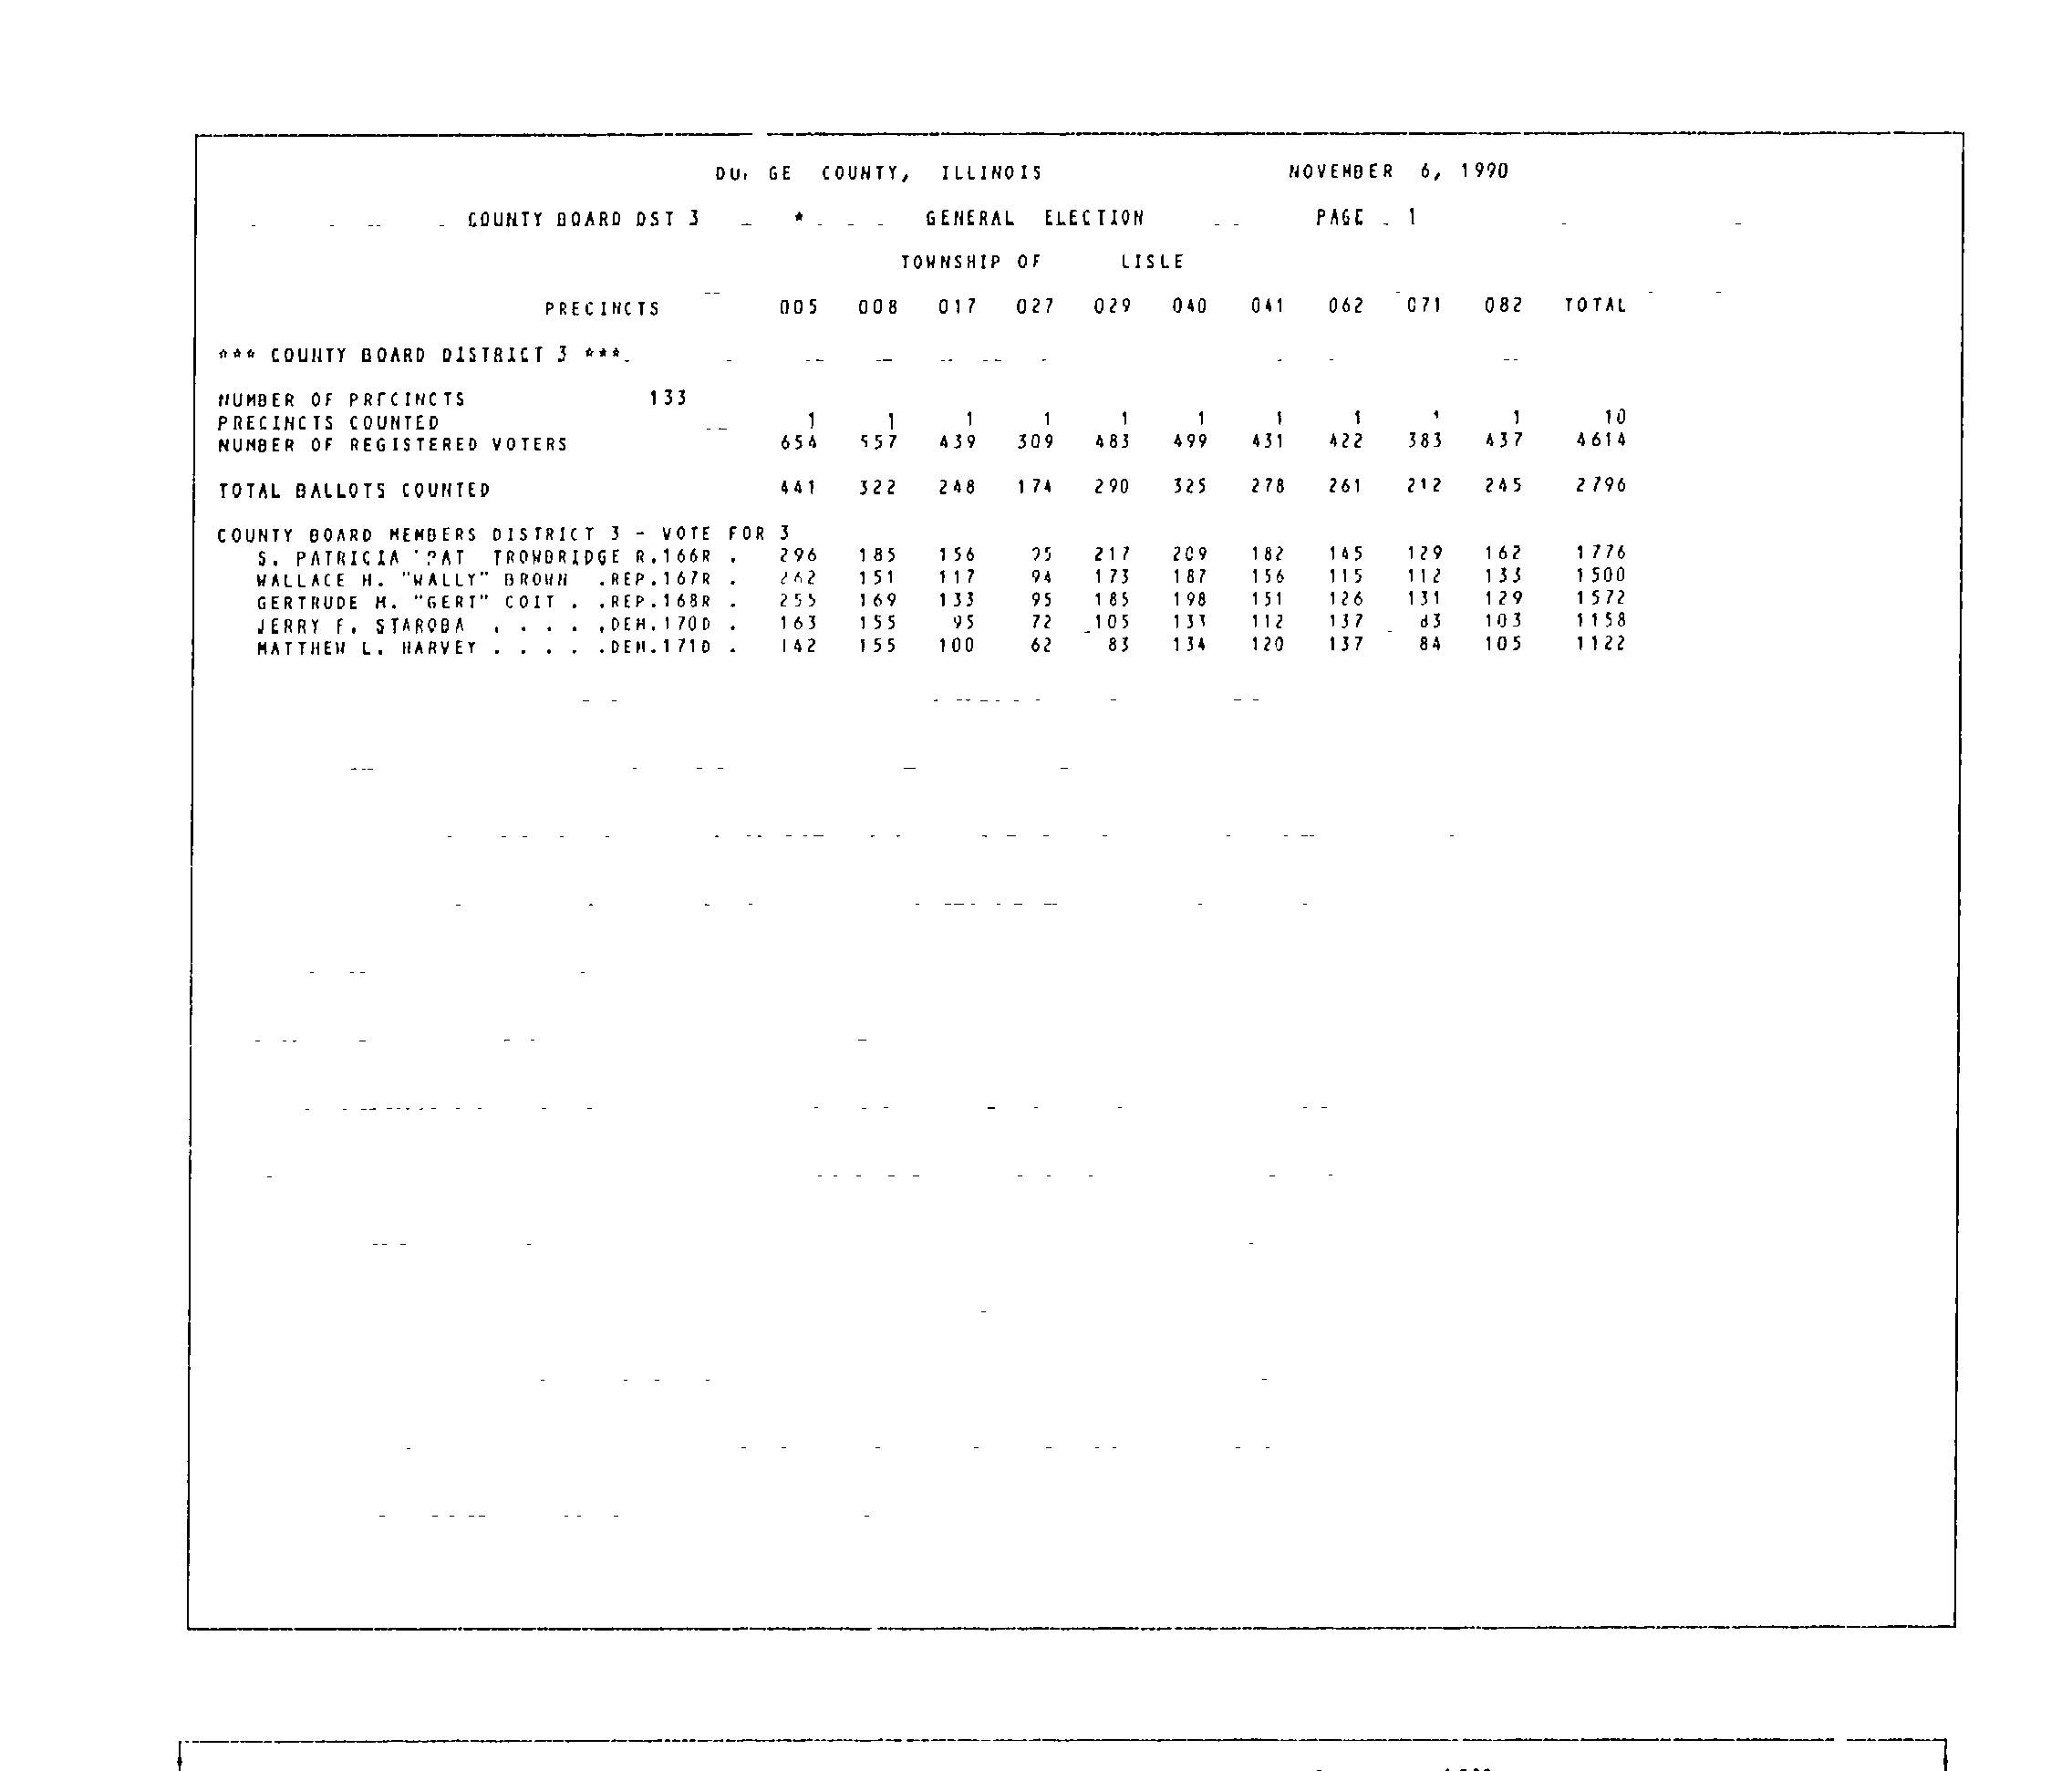 DU GE COUNTY, ILLINOIS NOVEMBER 6, 1990
COUNTY BOARD DST 3 * GENERAL ELECTION PAGE 1
TOWNSHIP OF LISLE
PRECINCTS 005 008 017 027 029 040 041 062 071 082 TOTAL
*** COUNTY BOARD DISTRICT 3 ***
NUMBER OF PRECINCTS 133
PRECINCTS COUNTED 1 1 1 1 1 1 1 1 1 1 10
NUMBER OF REGISTERED VOTERS 654 557 439 309 483 499 431 422 383 437 4614
TOTAL BALLOTS COUNTED 441 322 248 174 290 325 278 261 212 245 2796
COUNTY BOARD MEMBERS DISTRICT 3 - VOTE FOR 3
S. PATRICIA "PAT TROWBRIDGE R.166R . 296 185 156 95 217 209 182 145 129 162 1776
WALLACE H. "WALLY" BROWN .REP.167R . 262 151 117 94 173 187 156 115 112 133 1500
GERTRUDE M. "GERT" COIT . .REP.168R . 255 169 133 95 185 198 151 126 131 129 1572
JERRY F. STAROBA . . . . .DEM.170D . 163 155 95 72 105 133 112 137 83 103 1158
MATTHEW L. HARVEY . . . . .DEM.171D . 142 155 100 62 83 134 120 137 84 105 1122